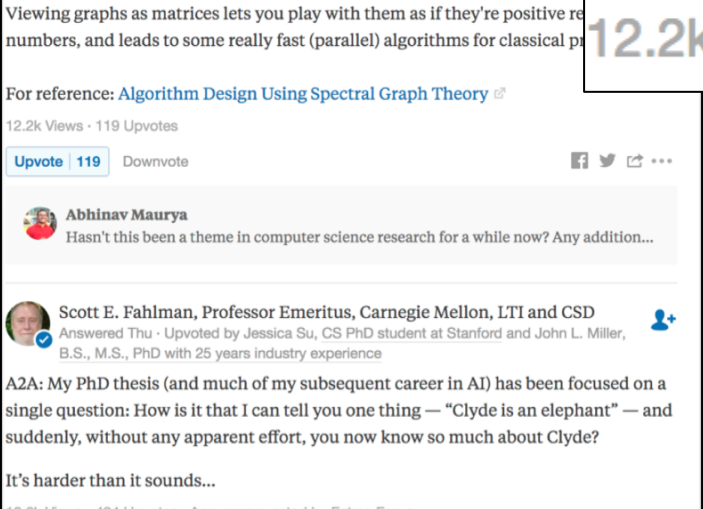 Viewing graphs as matrices lets you play with them as if they're positive re
numbers, and leads to some really fast (parallel) algorithms for classical pr
12.2k
For reference: Algorithm Design Using Spectral Graph Theory
12.2k Views · 119 Upvotes
Upvote | 119 Downvote
Abhinav Maurya
Hasn't this been a theme in computer science research for a while now? Any addition...
Scott E. Fahlman, Professor Emeritus, Carnegie Mellon, LTI and CSD
Answered Thu · Upvoted by Jessica Su, CS PhD student at Stanford and John L. Miller,
B.S., M.S., PhD with 25 years industry experience
A2A: My PhD thesis (and much of my subsequent career in AI) has been focused on a
single question: How is it that I can tell you one thing — “Clyde is an elephant” — and
suddenly, without any apparent effort, you now know so much about Clyde?
It’s harder than it sounds...